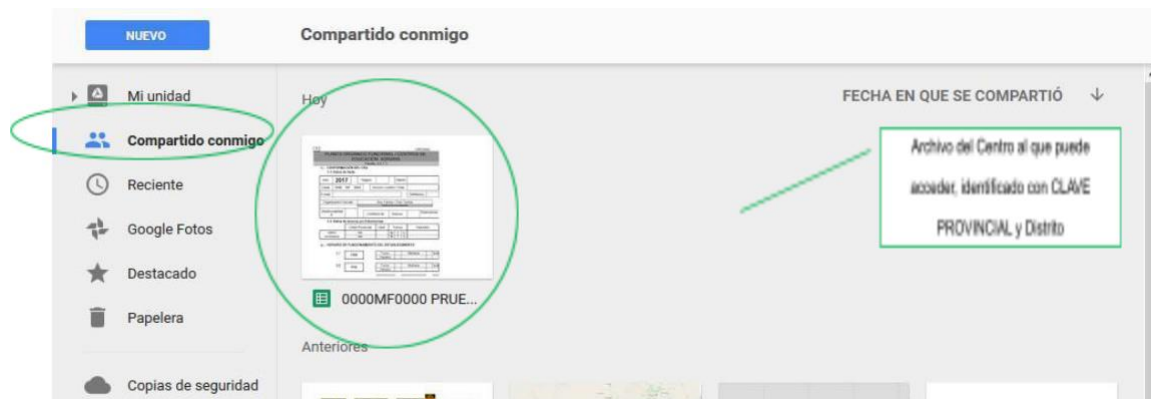 NUEVO
Compartido conmigo
Mi unidad
Compartido conmigo
Reciente
Google Fotos
Destacado
Papelera
Copias de seguridad
Hoy
FECHA EN QUE SE COMPARTIÓ
2017
0000MF0000 PRUE...
Anteriores
Archivo del Centro al que puede
acceder, identificado con CLAVE
PROVINCIAL y Distrito